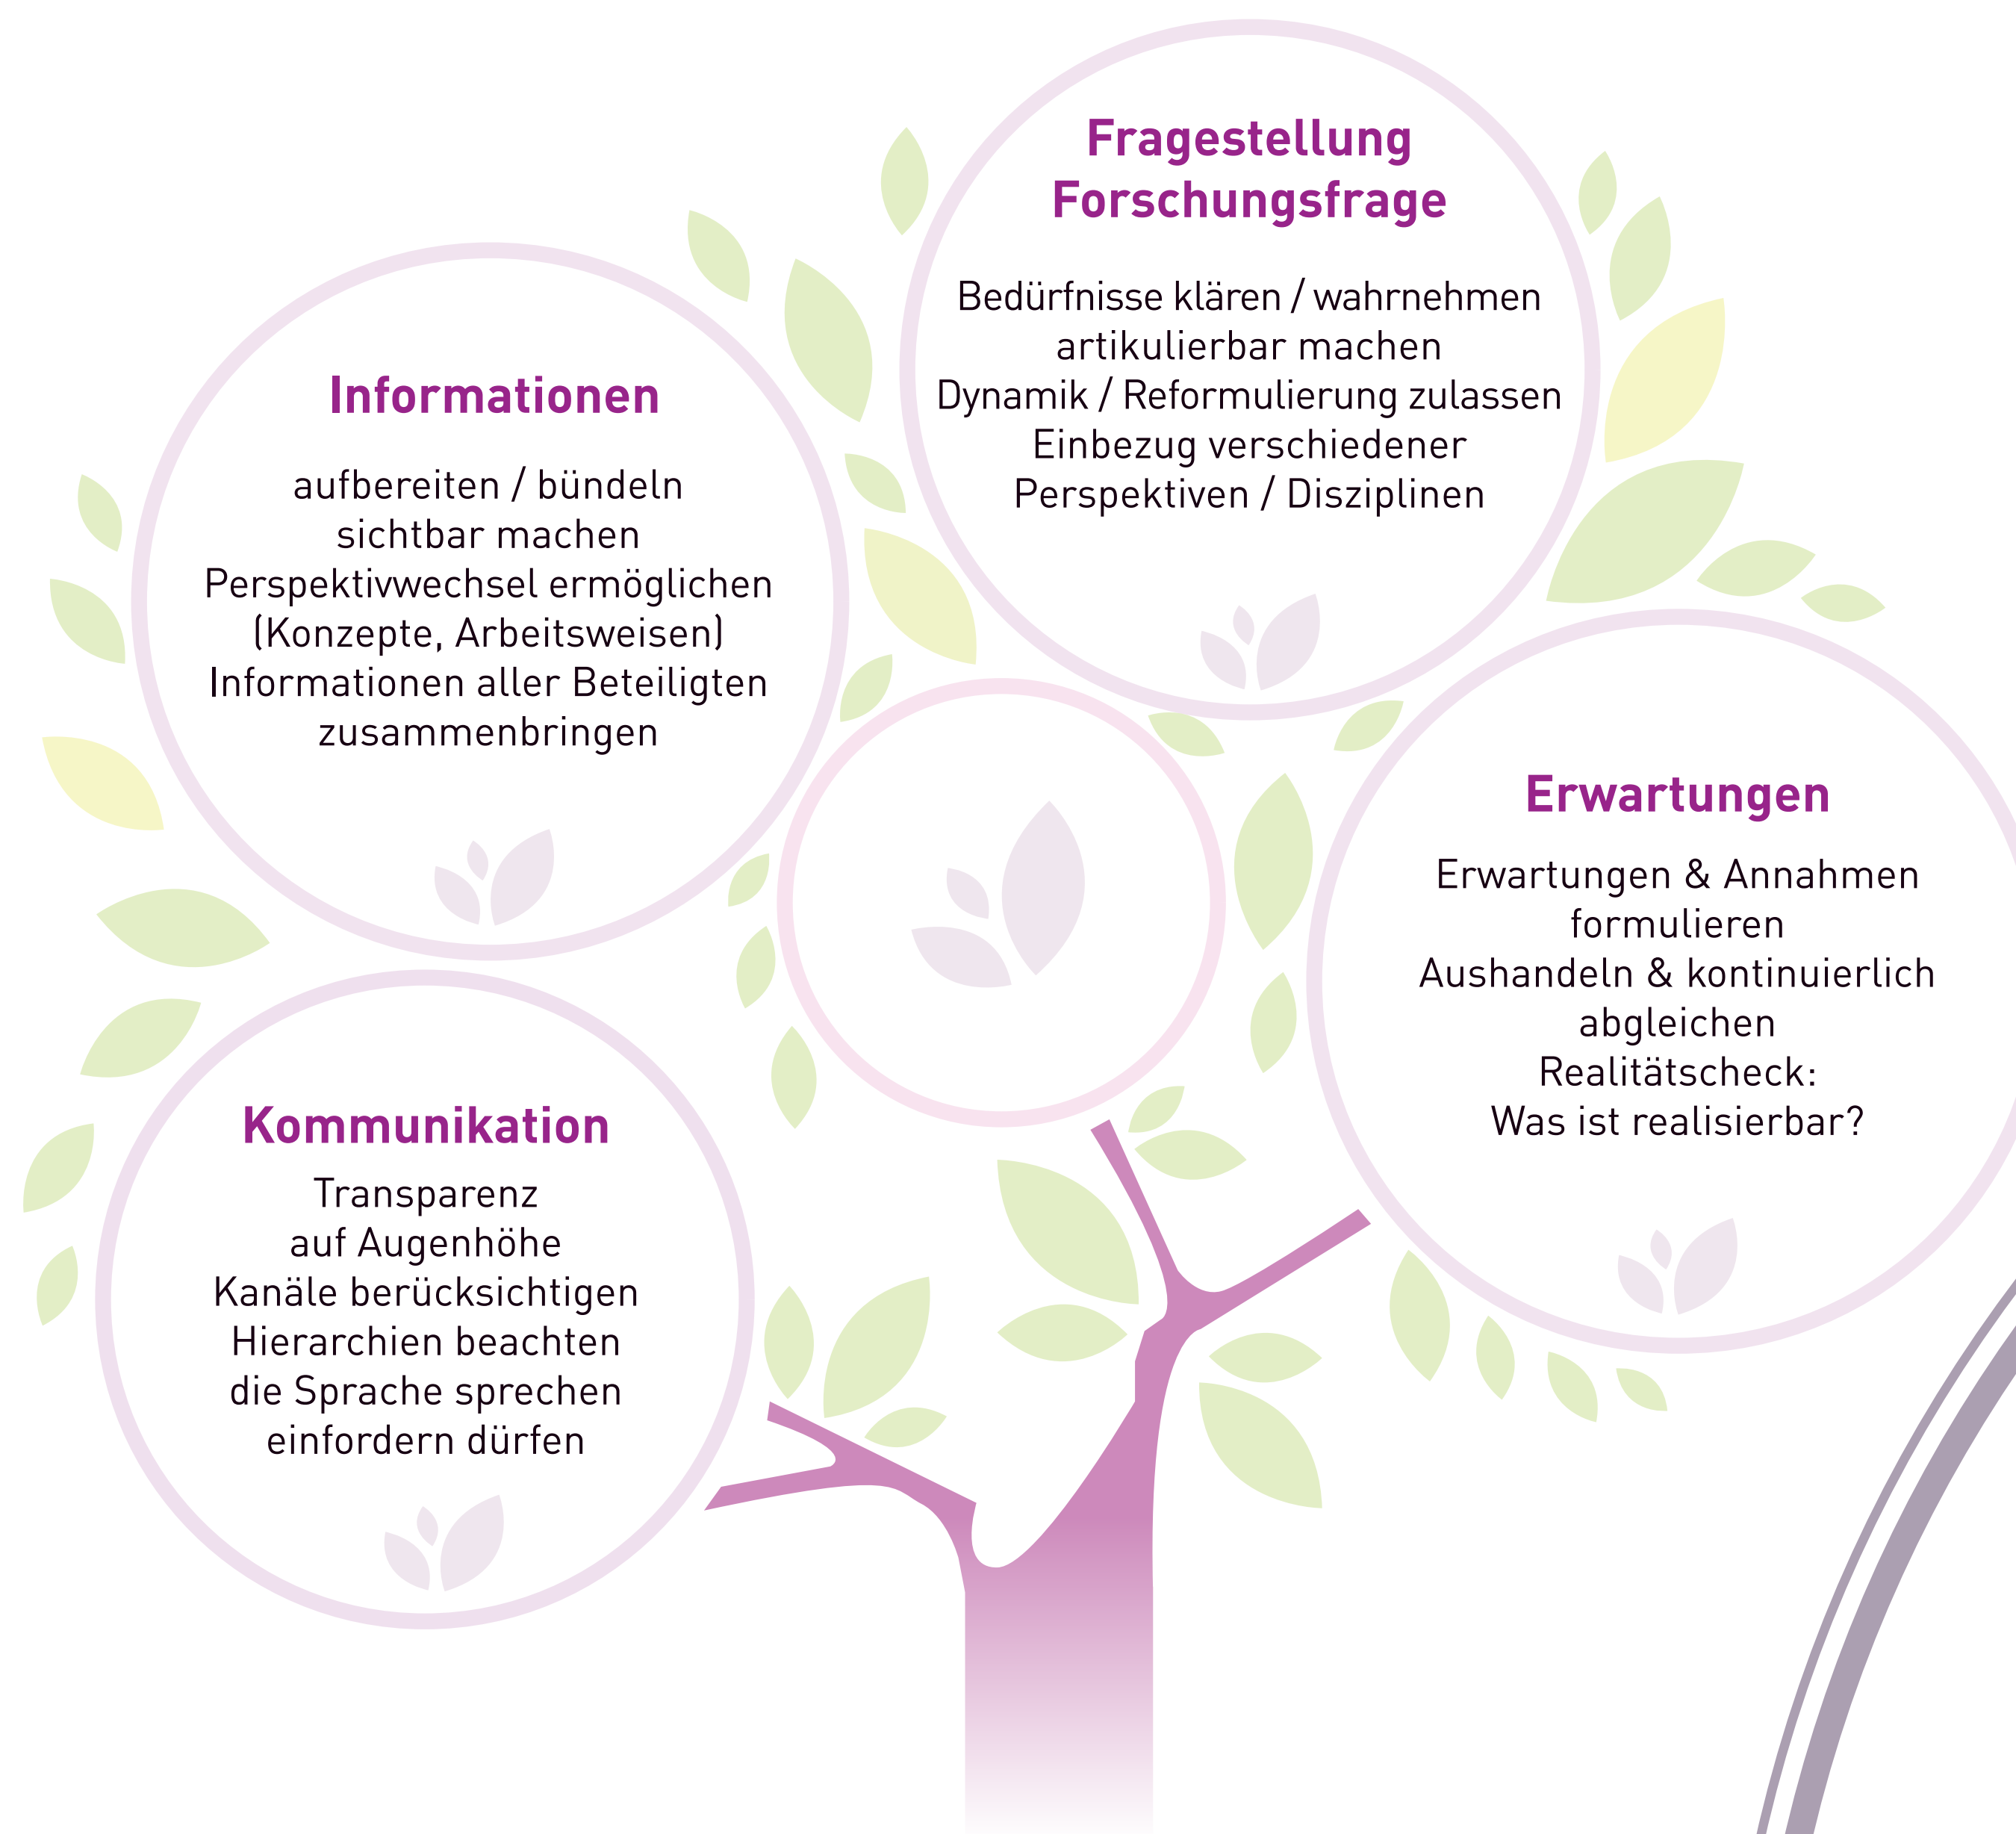 Fragestellung
Forschungsfrage
Bedürfnisse klären / wahrnehmen
artikulierbar machen
Dynamik / Reformulierung zulassen
Einbezug verschiedener
Perspektiven / Disziplinen
Informationen
aufbereiten / bündeln
sichtbar machen
Perspektivwechsel ermöglichen
(Konzepte, Arbeitsweisen)
Informationen aller Beteiligten
zusammenbringen
Erwartungen
Erwartungen & Annahmen
formulieren
Aushandeln & kontinuierlich
abgleichen
Realitätscheck:
Was ist realisierbar?
Kommunikation
Transparenz
auf Augenhöhe
Kanäle berücksichtigen
Hierarchien beachten
die Sprache sprechen
einfordern dürfen